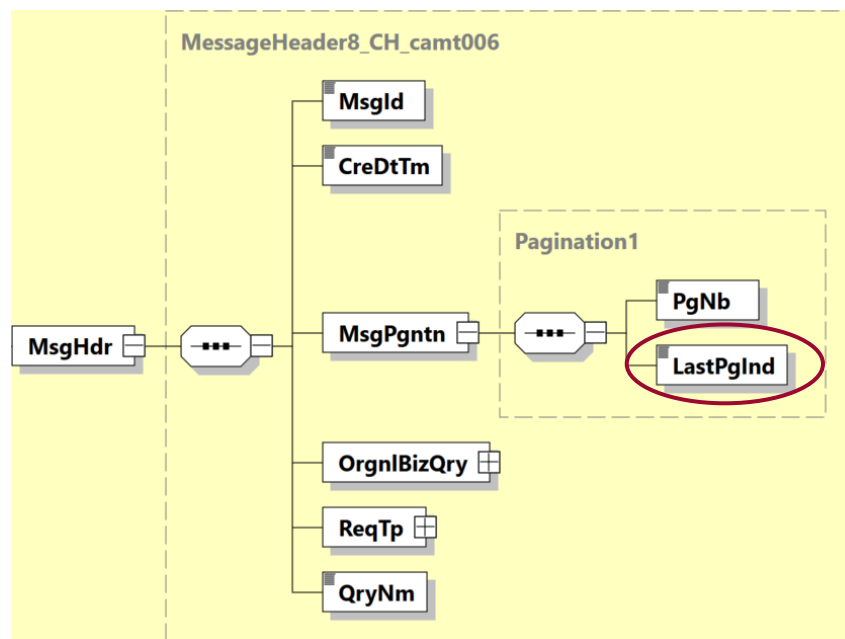 MessageHeader8_CH_camt006
MsgId
CreDtTm
Pagination1
PgNb
MsgHdr
MsgPgntn
LastPgInd
OrgnlBizQry
ReqTp
QryNm